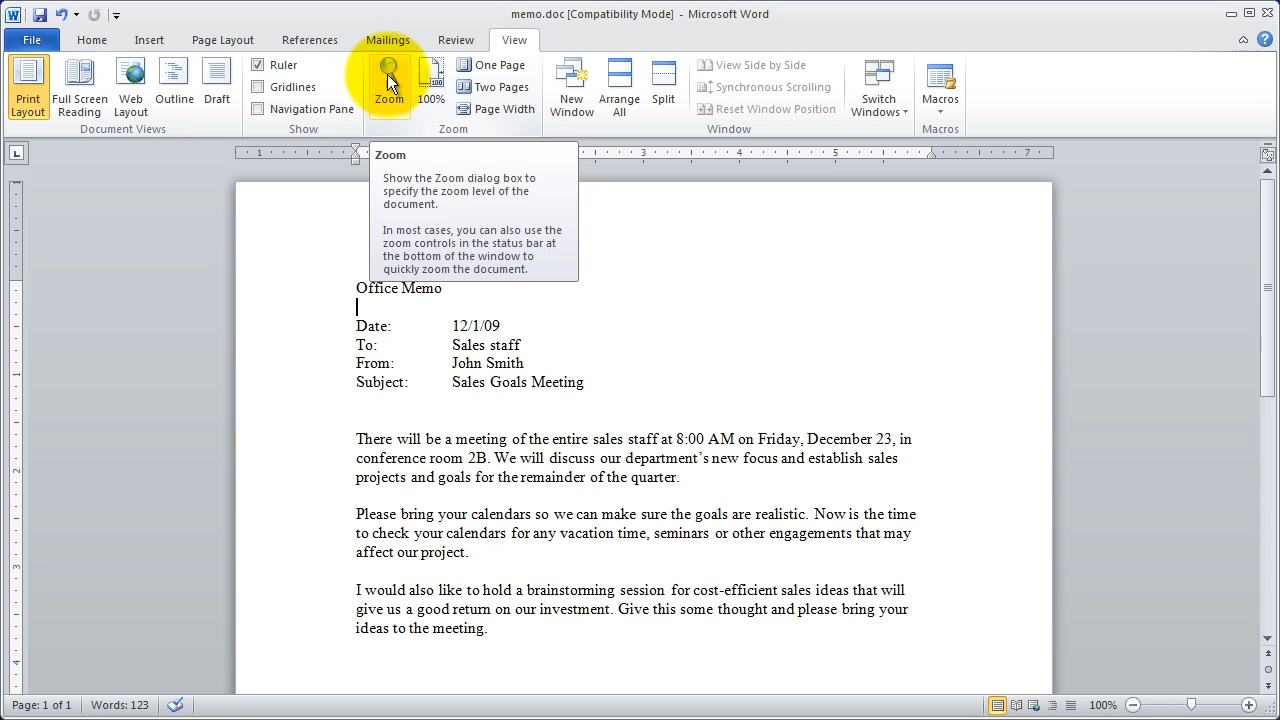 memo.doc [Compatibility Mode] - Microsoft Word
File Home Insert Page Layout References Mailings Review View
Print Layout
Full Screen Reading
Web Layout
Outline
Draft
Document Views
Ruler
Gridlines
Navigation Pane
Show
Zoom
100%
One Page
Two Pages
Page Width
Zoom
New Window
Arrange All
Split
View Side by Side
Synchronous Scrolling
Reset Window Position
Window
Switch Windows
Macros
Macros
1 3 4 5 7
Zoom
Show the Zoom dialog box to
specify the zoom level of the
document.
In most cases, you can also use the
zoom controls in the status bar at
the bottom of the window to
quickly zoom the document.
Office Memo
Date: 12/1/09
To: Sales staff
From: John Smith
Subject: Sales Goals Meeting
There will be a meeting of the entire sales staff at 8:00 AM on Friday, December 23, in
conference room 2B. We will discuss our department’s new focus and establish sales
projects and goals for the remainder of the quarter.
Please bring your calendars so we can make sure the goals are realistic. Now is the time
to check your calendars for any vacation time, seminars or other engagements that may
affect our project.
I would also like to hold a brainstorming session for cost-efficient sales ideas that will
give us a good return on our investment. Give this some thought and please bring your
ideas to the meeting.
1
2
3
4
Page: 1 of 1 Words: 123 100%